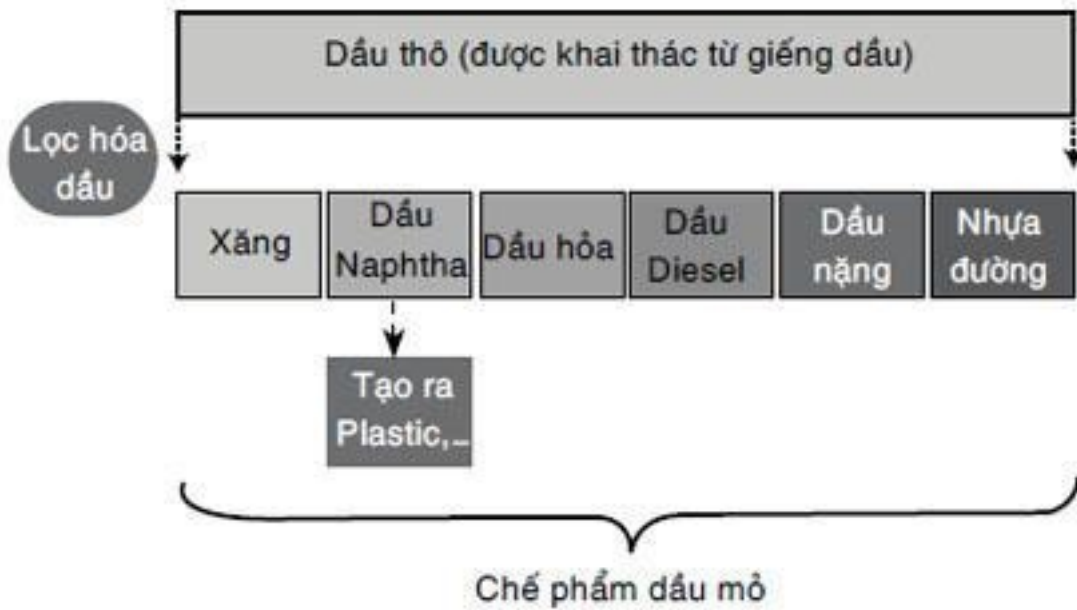 Dầu thô (được khai thác từ giếng dầu)
Lọc hóa
dầu
Xăng
Dầu
Naphtha
Dầu hỏa
Dầu
Diesel
Dầu
nặng
Nhựa
đường
Tạo ra
Plastic,...
Chế phẩm dầu mỏ